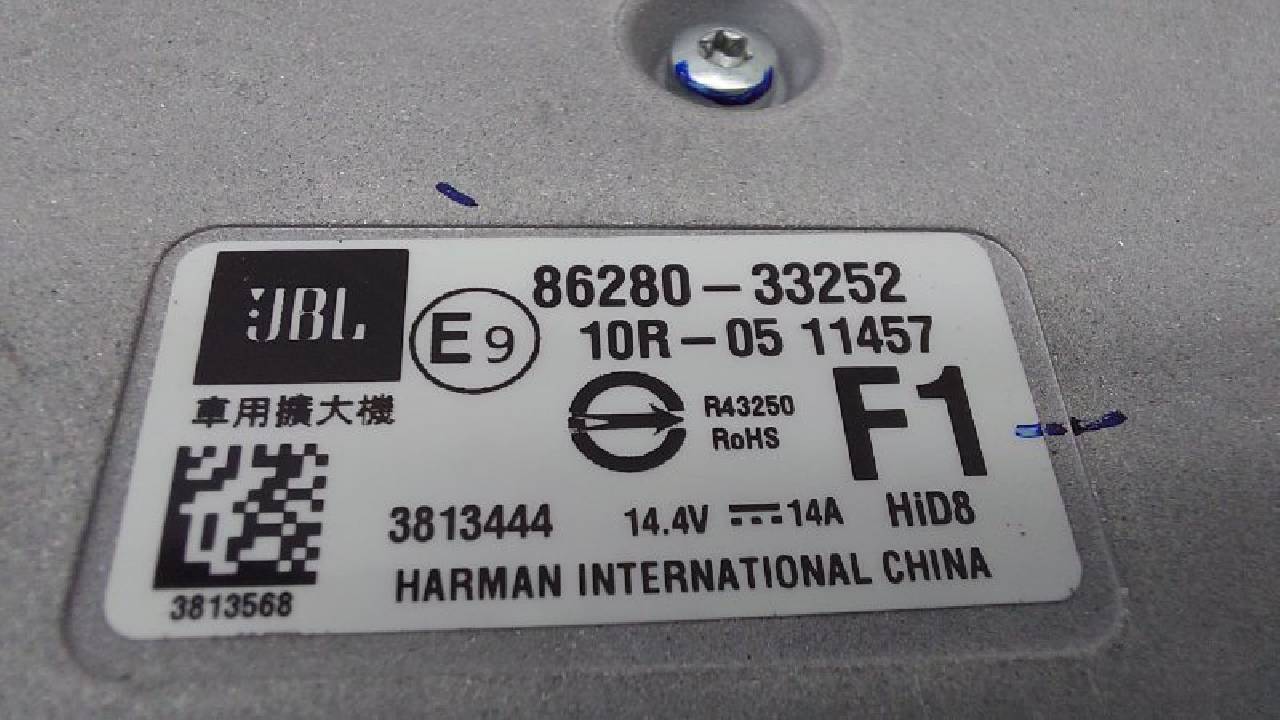 JBL
86280-33252
E9
10R-05 11457
車用擴大機
R43250
RoHS
F1
3813444
14.4V ⎓ 14A
HiD8
3813568
HARMAN INTERNATIONAL CHINA